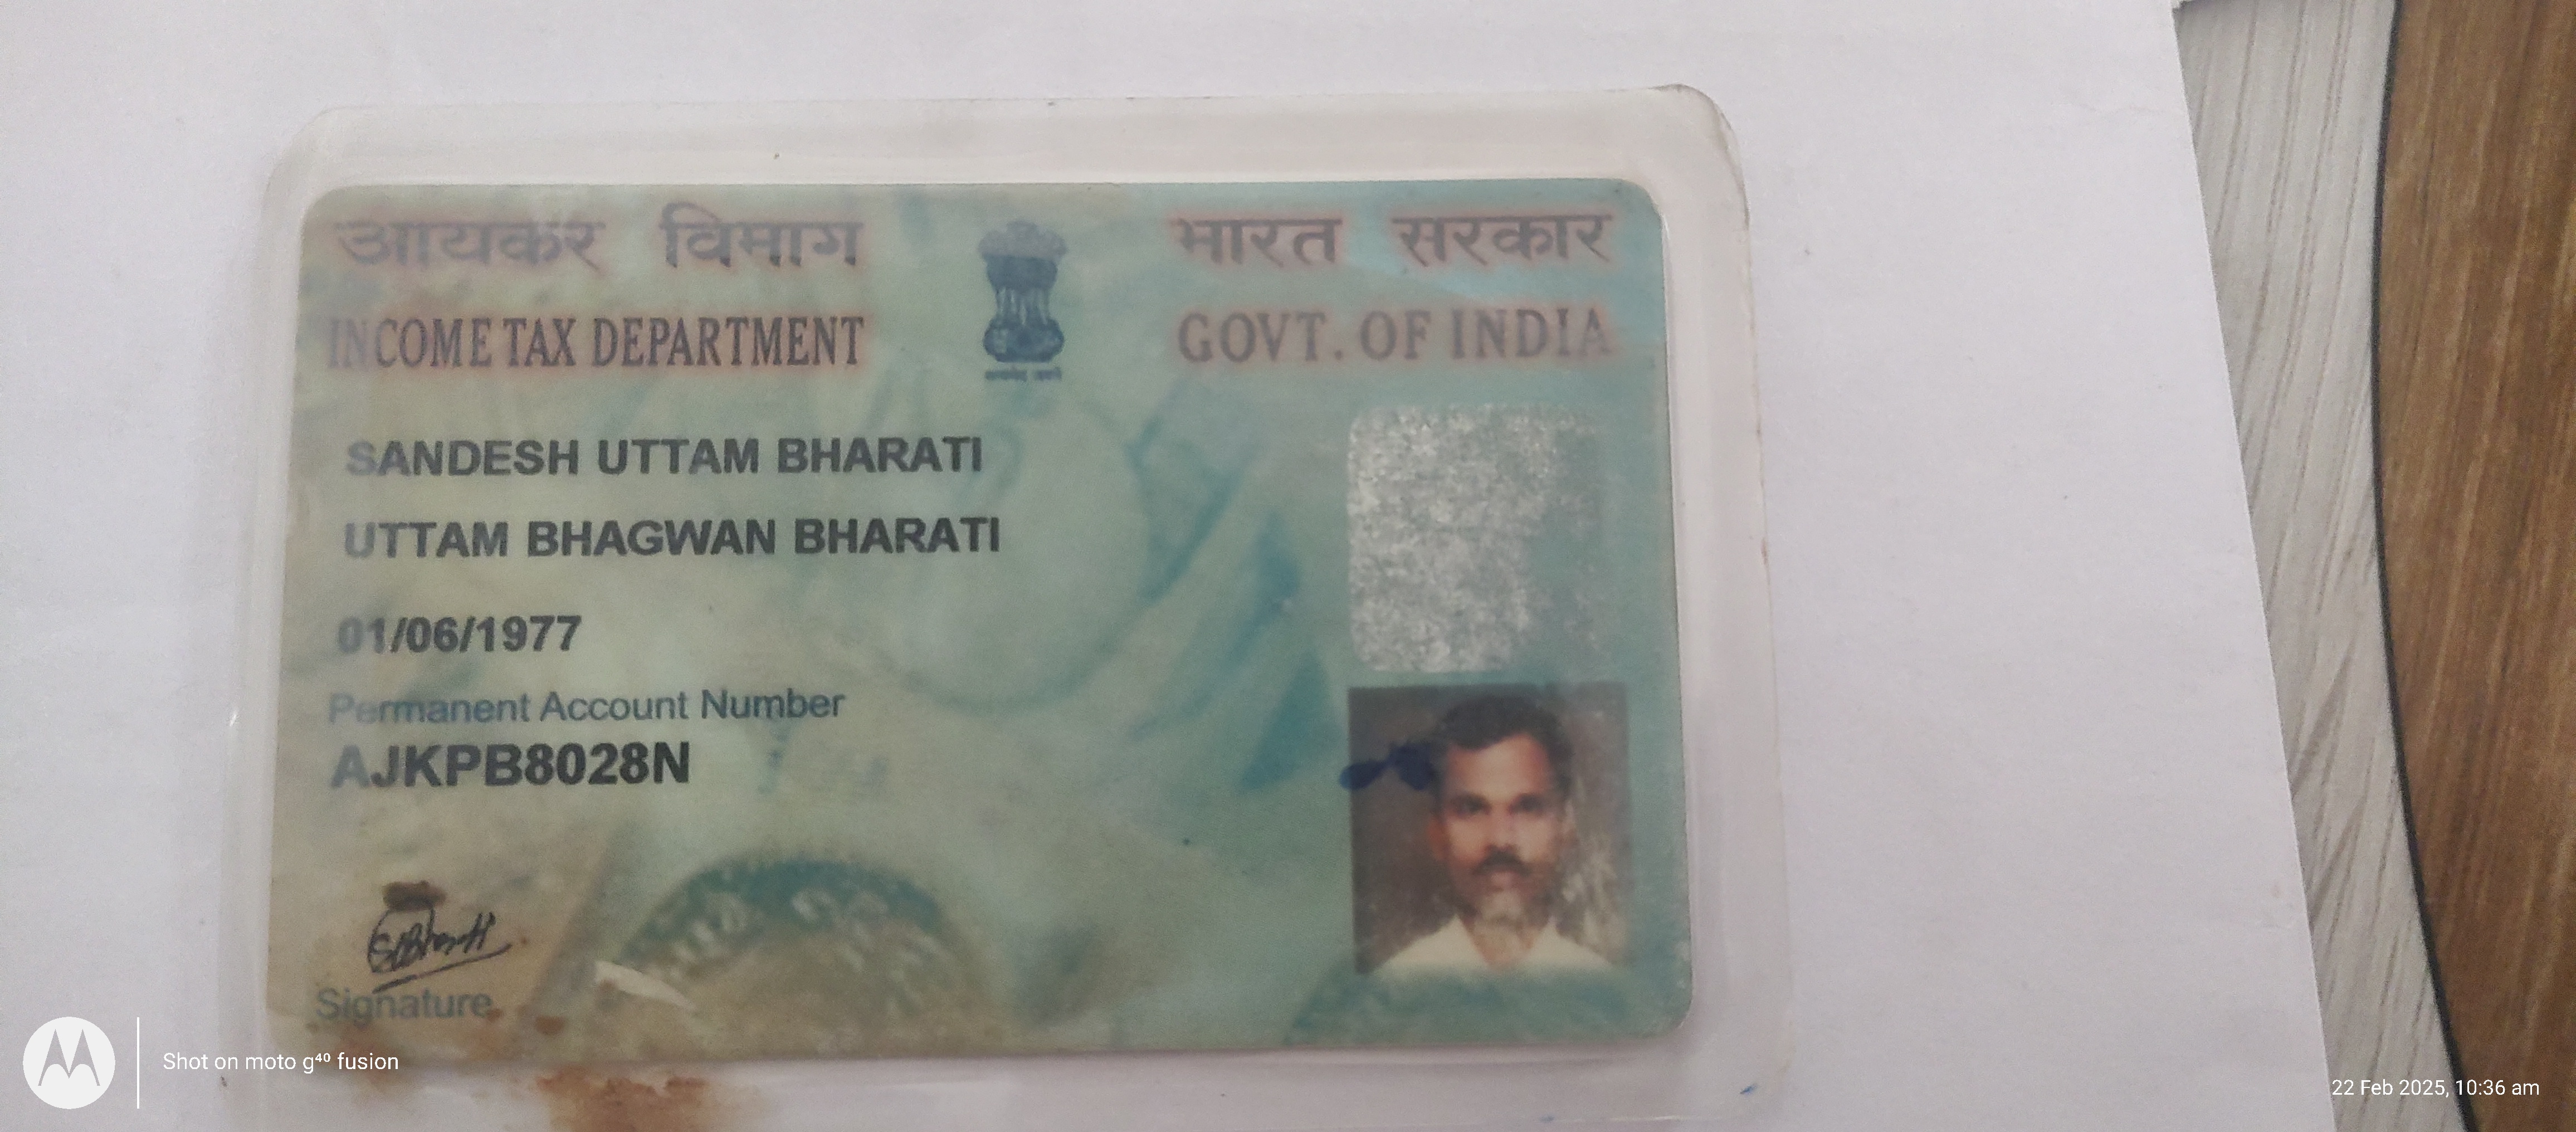 आयकर विभाग
भारत सरकार
INCOME TAX DEPARTMENT
GOVT. OF INDIA
SANDESH UTTAM BHARATI
UTTAM BHAGWAN BHARATI
01/06/1977
Permanent Account Number
AJKPB8028N
Signature
Shot on moto g⁴⁰ fusion
22 Feb 2025, 10:36 am